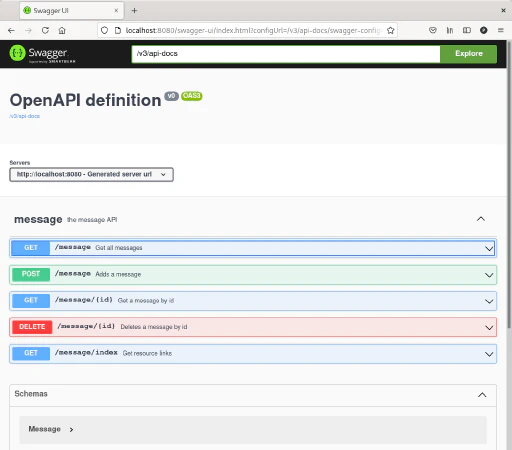 Swagger UI
localhost:8080/swagger-ui/index.html?configUrl=/v3/api-docs/swagger-config
Swagger.
Supported by SMARTBEAR
/v3/api-docs
Explore
OpenAPI definition v0 OAS3
/v3/api-docs
Servers
http://localhost:8080 - Generated server url
message the message API
GET /message Get all messages
POST /message Adds a message
GET /message/{id} Get a message by id
DELETE /message/{id} Deletes a message by id
GET /message/index Get resource links
Schemas
Message